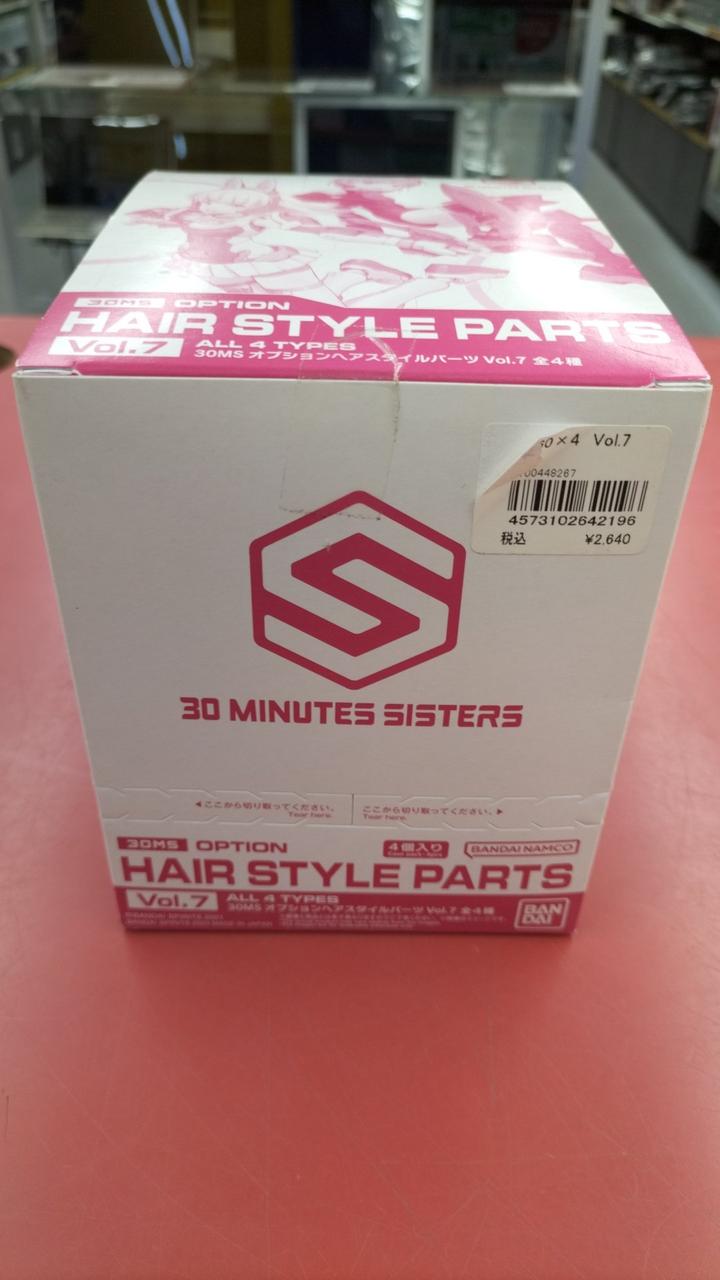 30MS OPTION
HAIR STYLE PARTS
Vol.7 ALL 4 TYPES
30MS オプションヘアスタイルパーツ Vol.7 全4種
×4 Vol.7
00448267
4573102642196
税込 ¥2,640
S
30 MINUTES SISTERS
◀ここから切り取ってください。
Tear here.
ここから切り取ってください。▶
Tear here.
30MS OPTION
4個入り
BANDAI NAMCO
HAIR STYLE PARTS
Vol.7 ALL 4 TYPES
30MS オプションヘアスタイルパーツ Vol.7 全4種
BANDAI